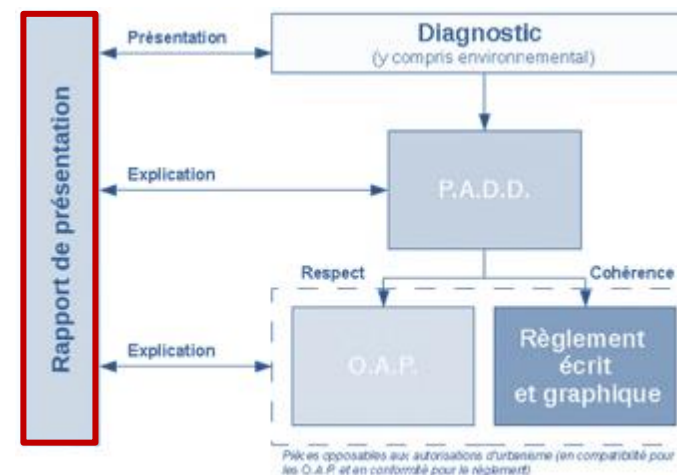 Rapport de présentation
Présentation
Diagnostic
(y compris environnemental)
Explication
P.A.D.D.
Respect
Cohérence
Explication
O.A.P.
Règlement
écrit
et graphique
Pièces opposables aux autorisations d'urbanisme (en compatibilité pour
les O.A.P. et en conformité pour le règlement)